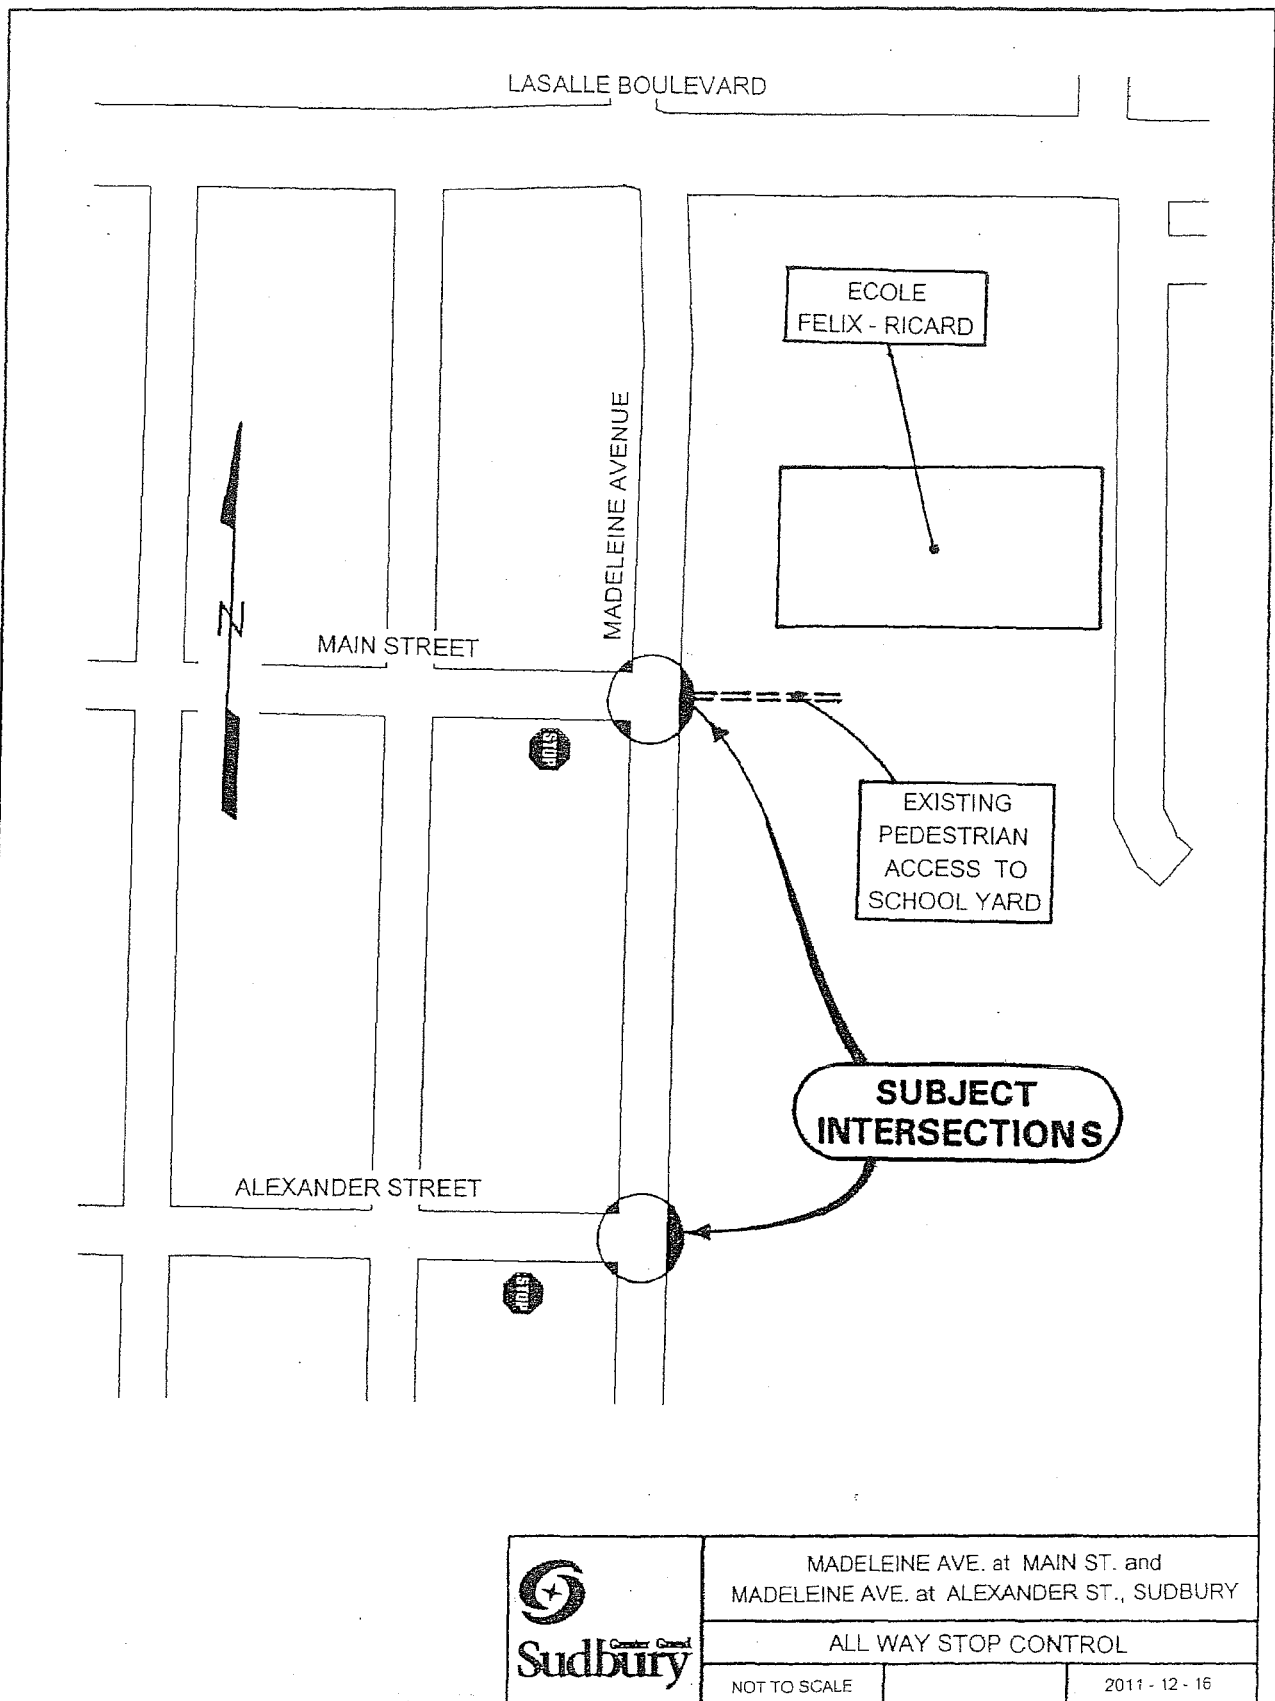 LASALLE BOULEVARD
ECOLE
FELIX - RICARD
MADELEINE AVENUE
N
MAIN STREET
STOP
EXISTING
PEDESTRIAN
ACCESS TO
SCHOOL YARD
SUBJECT
INTERSECTIONS
ALEXANDER STREET
STOP
MADELEINE AVE. at MAIN ST. and
MADELEINE AVE. at ALEXANDER ST., SUDBURY
Greater Grand
Sudbury
ALL WAY STOP CONTROL
NOT TO SCALE
2011 - 12 - 16